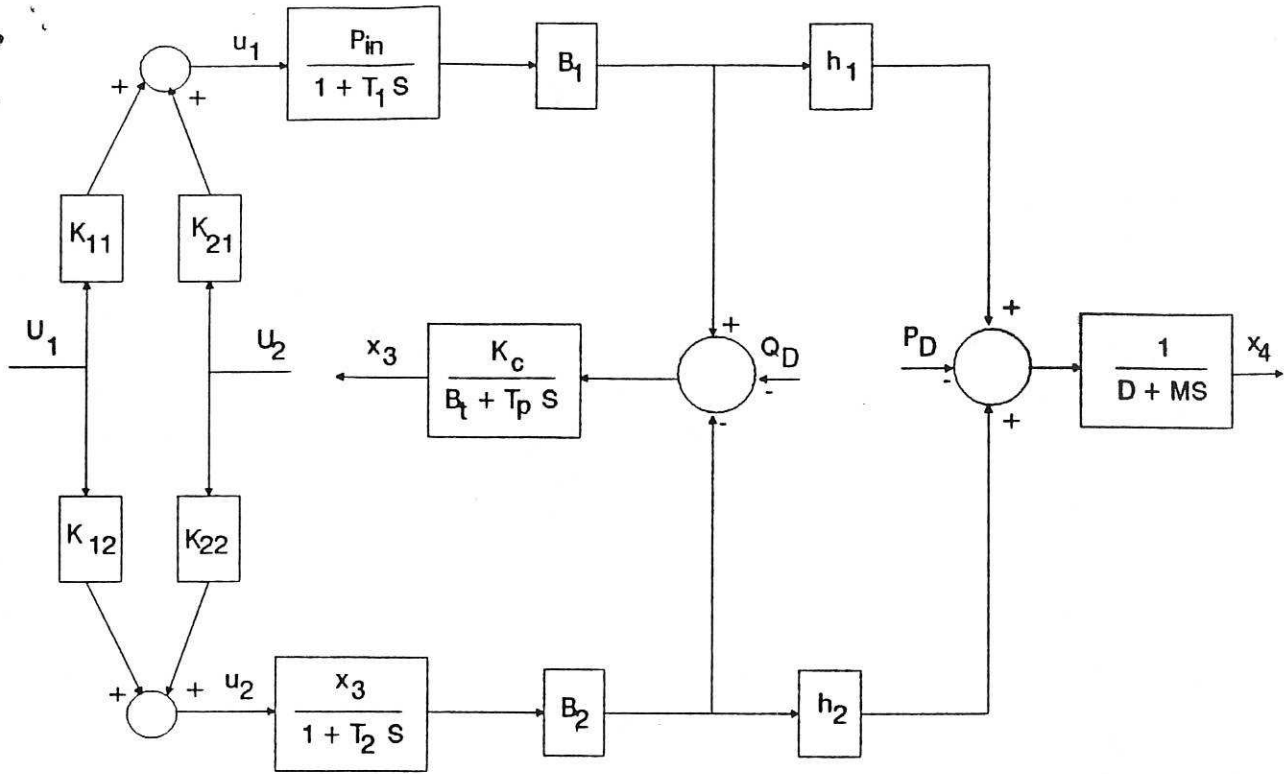 u1
Pin
1 + T1 S
B1
h1
+
+
K11
K21
U1
U2
x3
Kc
Bt + Tp S
+
QD
-
-
PD
-
+
+
1
D + MS
x4
K12
K22
+
+
u2
x3
1 + T2 S
B2
h2